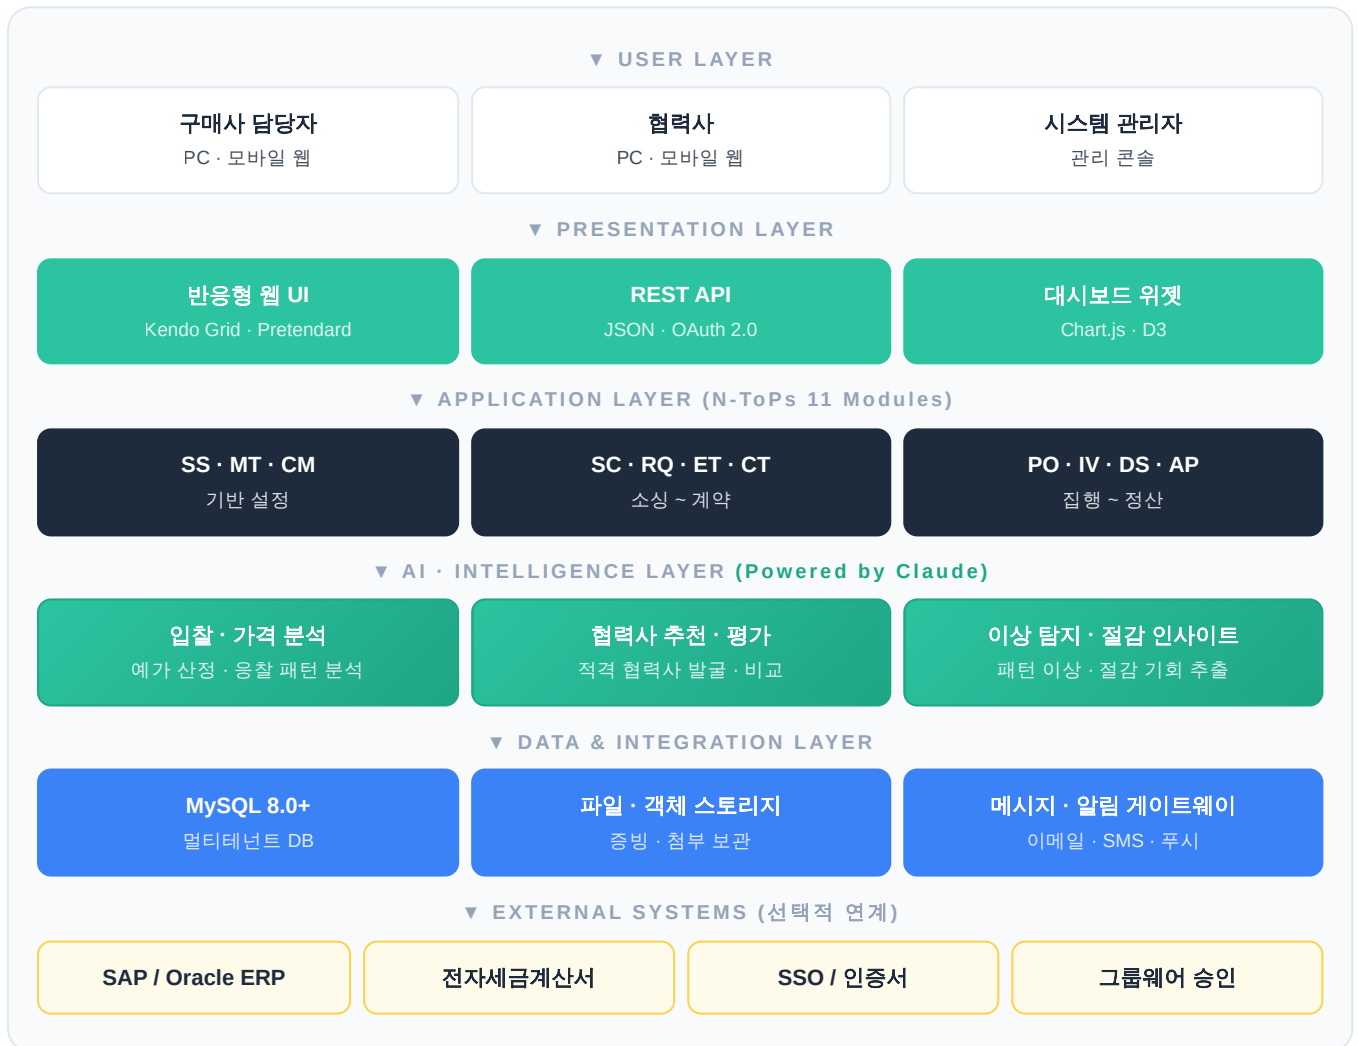 ▼ USER LAYER
구매사 담당자
PC · 모바일 웹
협력사
PC · 모바일 웹
시스템 관리자
관리 콘솔
▼ PRESENTATION LAYER
반응형 웹 UI
Kendo Grid · Pretendard
REST API
JSON · OAuth 2.0
대시보드 위젯
Chart.js · D3
▼ APPLICATION LAYER (N-ToPs 11 Modules)
SS · MT · CM
기반 설정
SC · RQ · ET · CT
소싱 ~ 계약
PO · IV · DS · AP
집행 ~ 정산
▼ AI · INTELLIGENCE LAYER (Powered by Claude)
입찰 · 가격 분석
예가 산정 · 응찰 패턴 분석
협력사 추천 · 평가
적격 협력사 발굴 · 비교
이상 탐지 · 절감 인사이트
패턴 이상 · 절감 기회 추출
▼ DATA & INTEGRATION LAYER
MySQL 8.0+
멀티테넌트 DB
파일 · 객체 스토리지
증빙 · 첨부 보관
메시지 · 알림 게이트웨이
이메일 · SMS · 푸시
▼ EXTERNAL SYSTEMS (선택적 연계)
SAP / Oracle ERP
전자세금계산서
SSO / 인증서
그룹웨어 승인